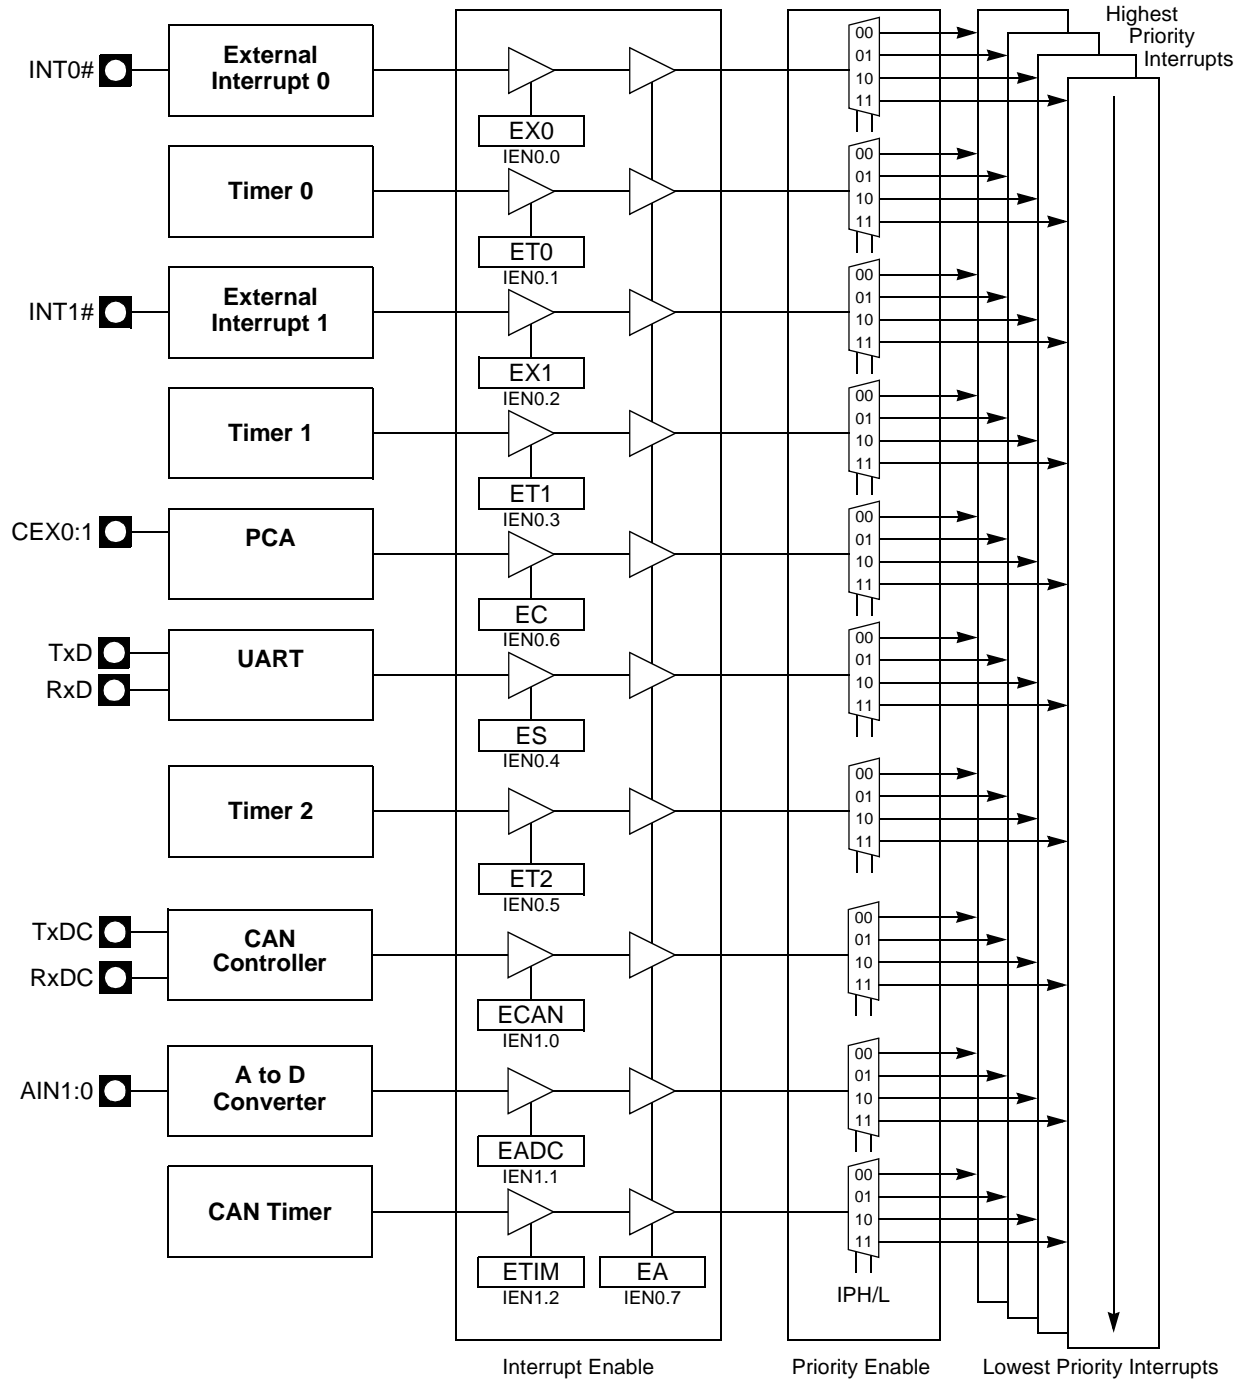 Highest
Priority
Interrupts
INT0#
External
Interrupt 0
EX0
IEN0.0
00
01
10
11
Timer 0
ET0
IEN0.1
00
01
10
11
INT1#
External
Interrupt 1
EX1
IEN0.2
00
01
10
11
Timer 1
ET1
IEN0.3
00
01
10
11
CEX0:1
PCA
EC
IEN0.6
00
01
10
11
TxD
RxD
UART
ES
IEN0.4
00
01
10
11
Timer 2
ET2
IEN0.5
00
01
10
11
TxDC
RxDC
CAN
Controller
ECAN
IEN1.0
00
01
10
11
AIN1:0
A to D
Converter
EADC
IEN1.1
00
01
10
11
CAN Timer
ETIM
IEN1.2
EA
IEN0.7
00
01
10
11
IPH/L
Interrupt Enable
Priority Enable
Lowest Priority Interrupts